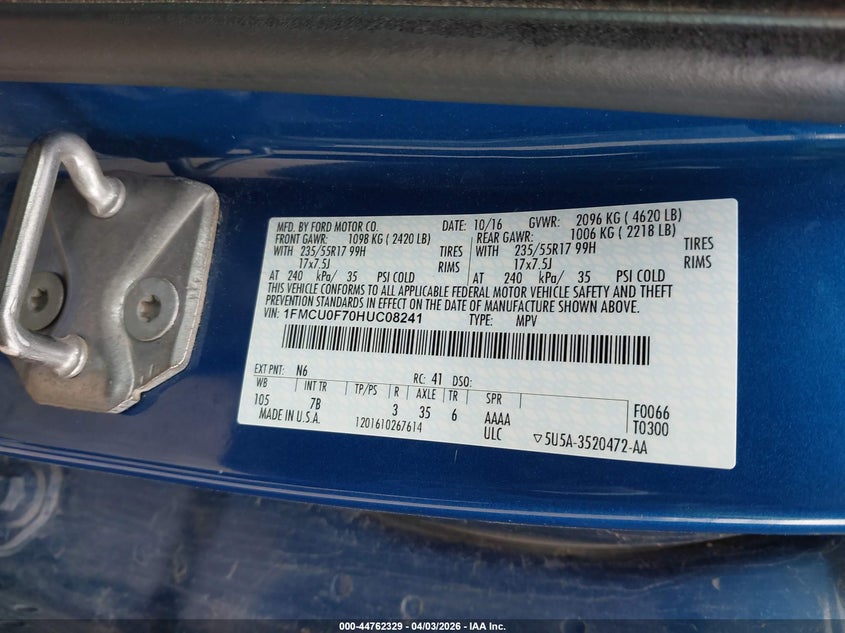 MFD. BY FORD MOTOR CO. DATE: 10/16 GVWR: 2096 KG ( 4620 LB)
FRONT GAWR: 1098 KG ( 2420 LB) REAR GAWR: 1006 KG ( 2218 LB)
WITH 235/55R17 99H TIRES WITH 235/55R17 99H TIRES
17x7.5J RIMS 17x7.5J RIMS
AT 240 kPa/ 35 PSI COLD AT 240 kPa/ 35 PSI COLD
THIS VEHICLE CONFORMS TO ALL APPLICABLE FEDERAL MOTOR VEHICLE SAFETY AND THEFT
PREVENTION STANDARDS IN EFFECT ON THE DATE OF MANUFACTURE SHOWN ABOVE.
VIN: 1FMCU0F70HUC08241 TYPE: MPV
EXT PNT: N6 RC: 41 DSO:
WB INT TR TP/PS R AXLE TR SPR
105 7B 3 35 6 AAAA F0066
MADE IN U.S.A. 1201610267614 ULC T0300
▽5U5A-3520472-AA
000-44762329 - 04/03/2026 - IAA Inc.